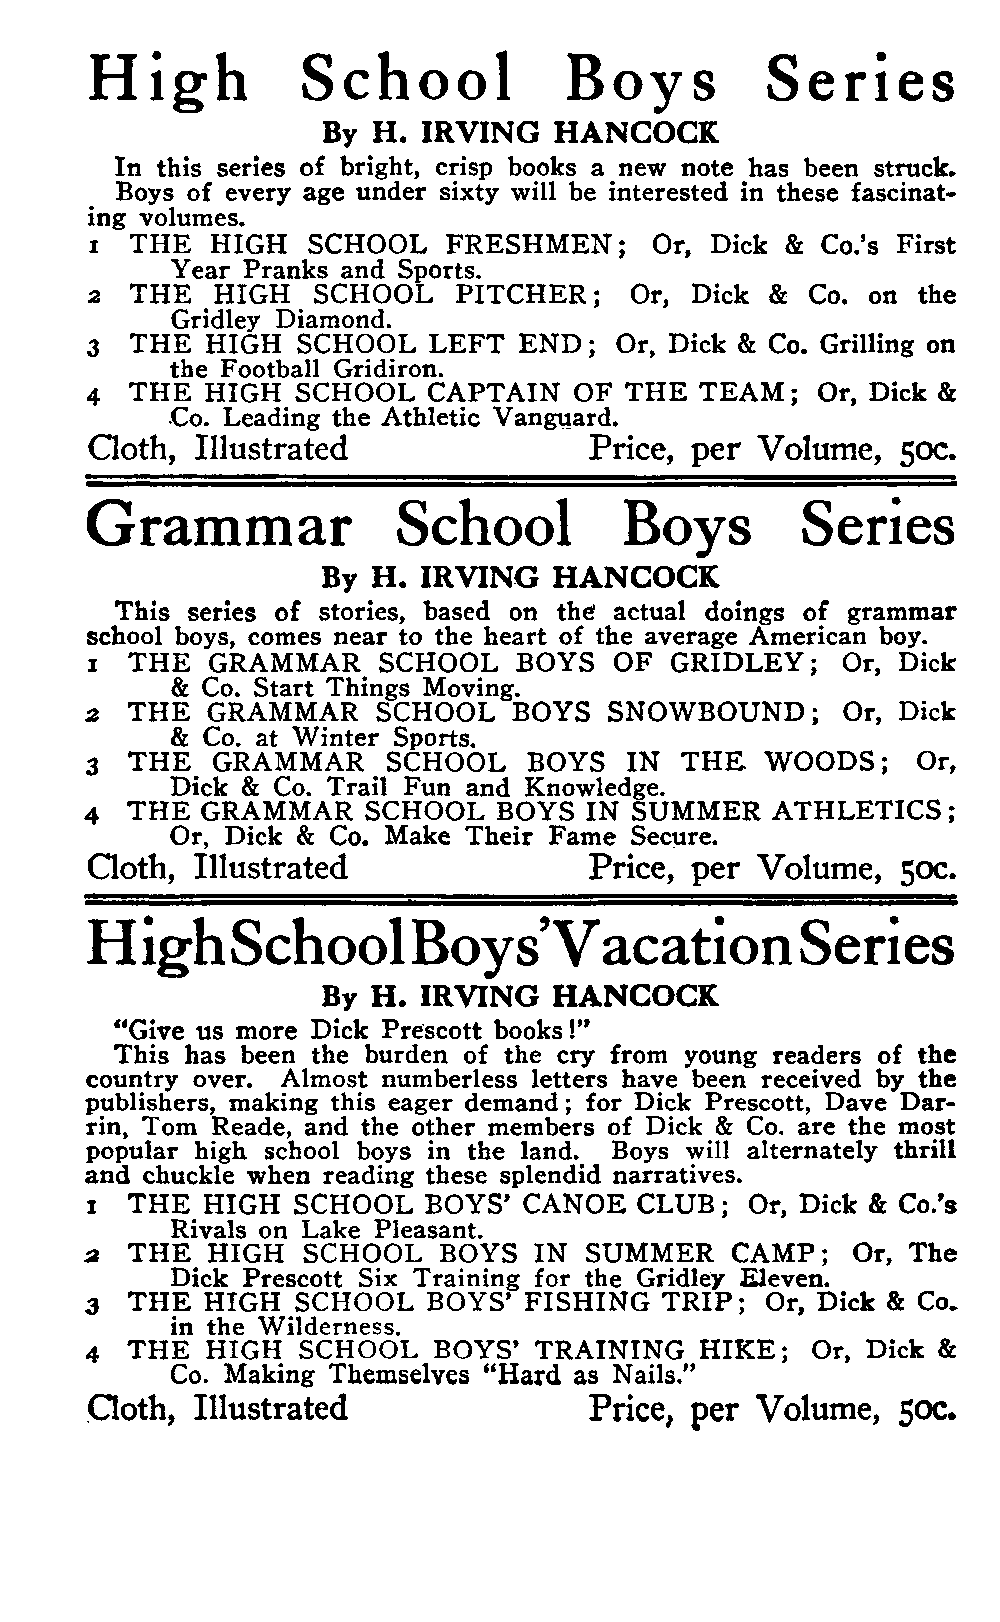 High School Boys Series
By H. IRVING HANCOCK
In this series of bright, crisp books a new note has been struck.
Boys of every age under sixty will be interested in these fascinat-
ing volumes.
1 THE HIGH SCHOOL FRESHMEN; Or, Dick & Co.'s First
Year Pranks and Sports.
2 THE HIGH SCHOOL PITCHER; Or, Dick & Co. on the
Gridley Diamond.
3 THE HIGH SCHOOL LEFT END; Or, Dick & Co. Grilling on
the Football Gridiron.
4 THE HIGH SCHOOL CAPTAIN OF THE TEAM; Or, Dick &
Co. Leading the Athletic Vanguard.
Cloth, Illustrated Price, per Volume, 50c.
Grammar School Boys Series
By H. IRVING HANCOCK
This series of stories, based on the actual doings of grammar
school boys, comes near to the heart of the average American boy.
1 THE GRAMMAR SCHOOL BOYS OF GRIDLEY; Or, Dick
& Co. Start Things Moving.
2 THE GRAMMAR SCHOOL BOYS SNOWBOUND; Or, Dick
& Co. at Winter Sports.
3 THE GRAMMAR SCHOOL BOYS IN THE WOODS; Or,
Dick & Co. Trail Fun and Knowledge.
4 THE GRAMMAR SCHOOL BOYS IN SUMMER ATHLETICS;
Or, Dick & Co. Make Their Fame Secure.
Cloth, Illustrated Price, per Volume, 50c.
High School Boys' Vacation Series
By H. IRVING HANCOCK
"Give us more Dick Prescott books!"
This has been the burden of the cry from young readers of the
country over. Almost numberless letters have been received by the
publishers, making this eager demand; for Dick Prescott, Dave Dar-
rin, Tom Reade, and the other members of Dick & Co. are the most
popular high school boys in the land. Boys will alternately thrill
and chuckle when reading these splendid narratives.
1 THE HIGH SCHOOL BOYS' CANOE CLUB; Or, Dick & Co.'s
Rivals on Lake Pleasant.
2 THE HIGH SCHOOL BOYS IN SUMMER CAMP; Or, The
Dick Prescott Six Training for the Gridley Eleven.
3 THE HIGH SCHOOL BOYS' FISHING TRIP; Or, Dick & Co.
in the Wilderness.
4 THE HIGH SCHOOL BOYS' TRAINING HIKE; Or, Dick &
Co. Making Themselves "Hard as Nails."
Cloth, Illustrated Price, per Volume, 50c.